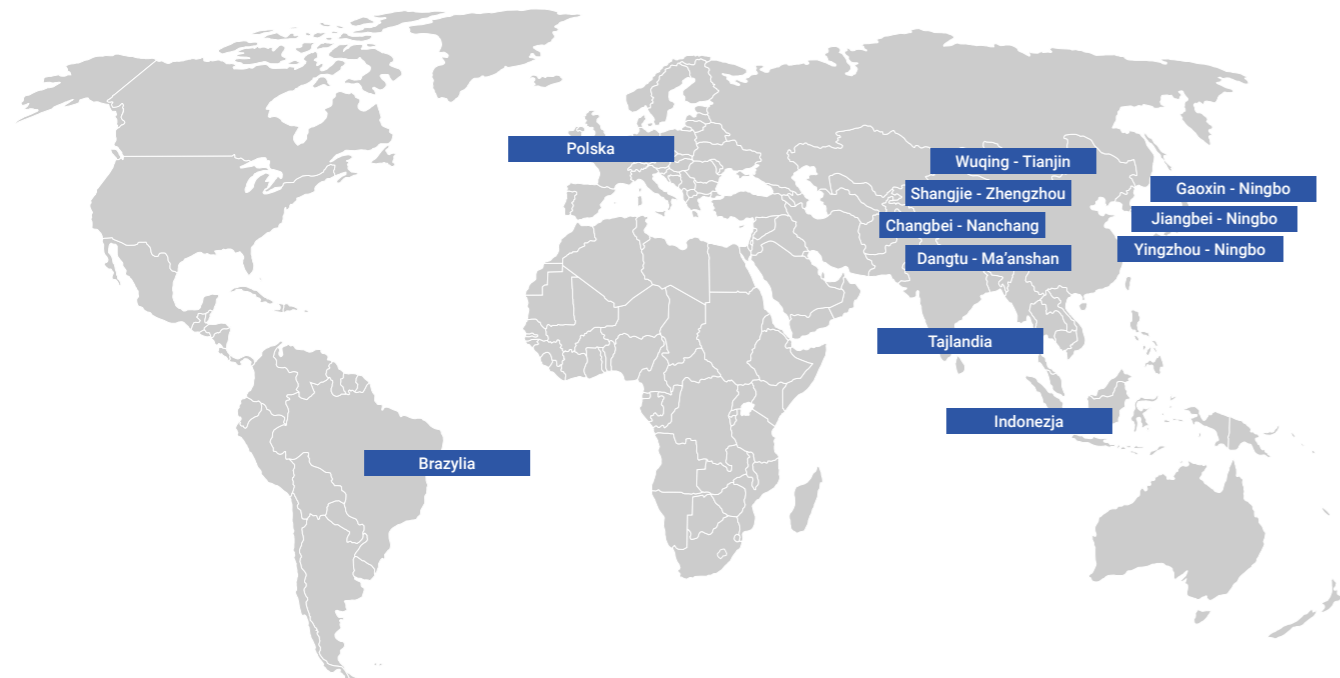 Polska
Wuqing - Tianjin
Shangjie - Zhengzhou
Gaoxin - Ningbo
Changbei - Nanchang
Jiangbei - Ningbo
Dangtu - Ma’anshan
Yingzhou - Ningbo
Tajlandia
Indonezja
Brazylia